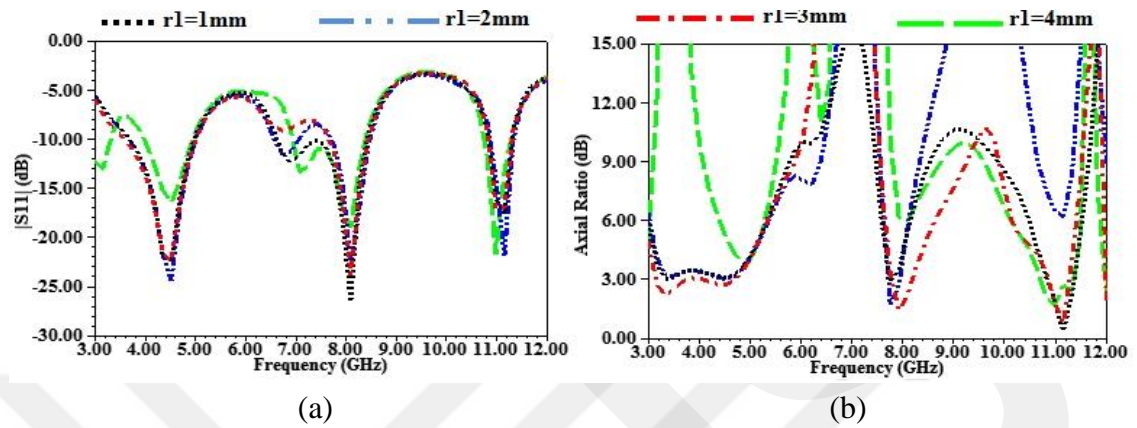 r1=1mm r1=2mm r1=3mm r1=4mm
0.00
-5.00
-10.00
-15.00
-20.00
-25.00
-30.00
|S11| (dB)
3.00 4.00 5.00 6.00 7.00 8.00 9.00 10.00 11.00 12.00
Frequency (GHz)
15.00
12.00
9.00
6.00
3.00
0.00
Axial Ratio (dB)
3.00 4.00 5.00 6.00 7.00 8.00 9.00 10.00 11.00 12.00
Frequency (GHz)
(a) (b)